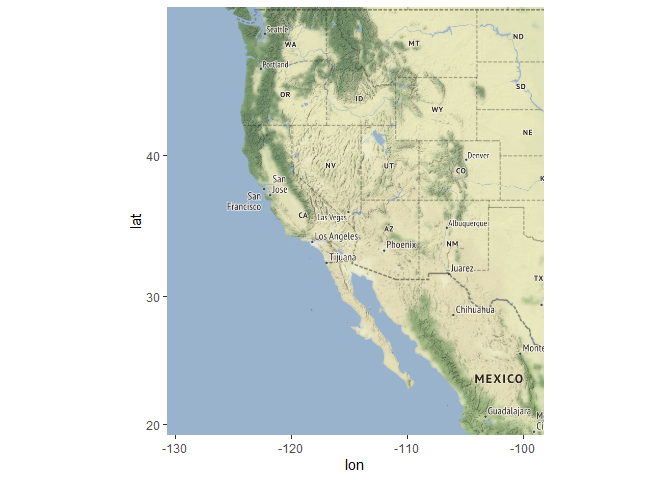 Seattle
WA
MT
ND
Portland
OR
ID
SD
WY
NE
40
Denver
NV
UT
CO
San
Jose
San
Francisco
CA
Las Vegas
AZ
Albuquerque
Los Angeles
Phoenix
NM
lat
Tijuana
Juarez
TX
30
Chihuahua
Monte
MEXICO
Guadalajara
M
Ci
20
-130
-120
-110
-100
lon